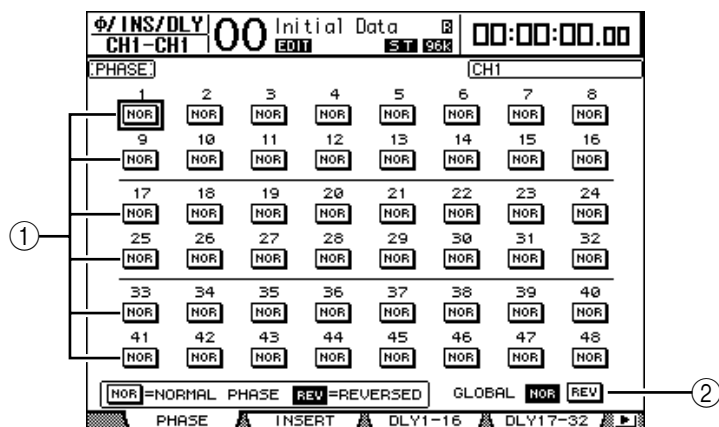 Φ/INS/DLY 00 Initial Data R 00:00:00.00
CH1-CH1 EDIT ST 96K
PHASE CH1
1 2 3 4 5 6 7 8
NOR NOR NOR NOR NOR NOR NOR NOR
9 10 11 12 13 14 15 16
NOR NOR NOR NOR NOR NOR NOR NOR
17 18 19 20 21 22 23 24
NOR NOR NOR NOR NOR NOR NOR NOR
① 25 26 27 28 29 30 31 32
NOR NOR NOR NOR NOR NOR NOR NOR
33 34 35 36 37 38 39 40
NOR NOR NOR NOR NOR NOR NOR NOR
41 42 43 44 45 46 47 48
NOR NOR NOR NOR NOR NOR NOR NOR
NOR=NORMAL PHASE REV=REVERSED GLOBAL NOR REV ②
PHASE INSERT DLY1-16 DLY17-32